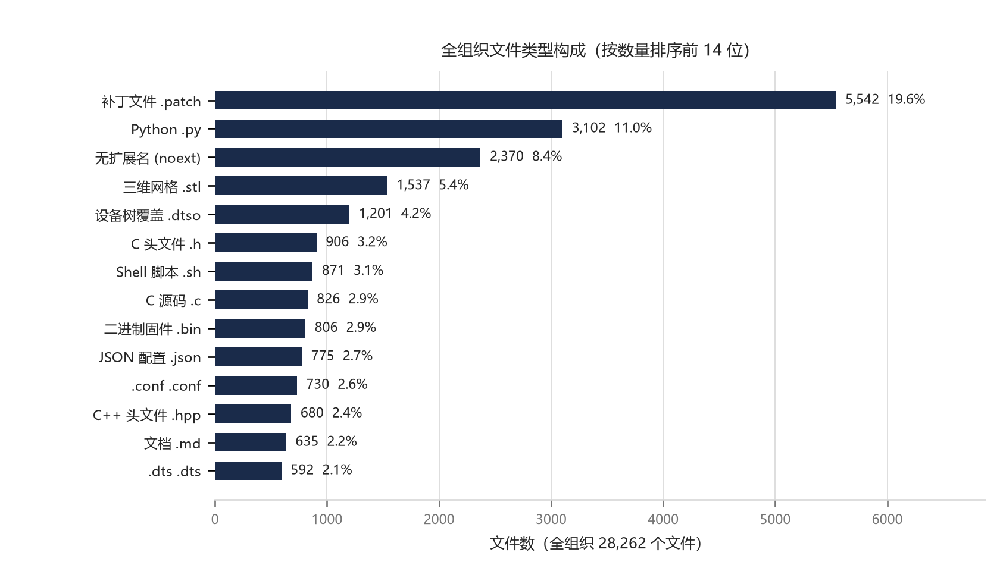 全组织文件类型构成（按数量排序前 14 位）
补丁文件 .patch 5,542 19.6%
Python .py 3,102 11.0%
无扩展名 (noext) 2,370 8.4%
三维网格 .stl 1,537 5.4%
设备树覆盖 .dtso 1,201 4.2%
C 头文件 .h 906 3.2%
Shell 脚本 .sh 871 3.1%
C 源码 .c 826 2.9%
二进制固件 .bin 806 2.9%
JSON 配置 .json 775 2.7%
.conf .conf 730 2.6%
C++ 头文件 .hpp 680 2.4%
文档 .md 635 2.2%
.dts .dts 592 2.1%
0 1000 2000 3000 4000 5000 6000
文件数（全组织 28,262 个文件）